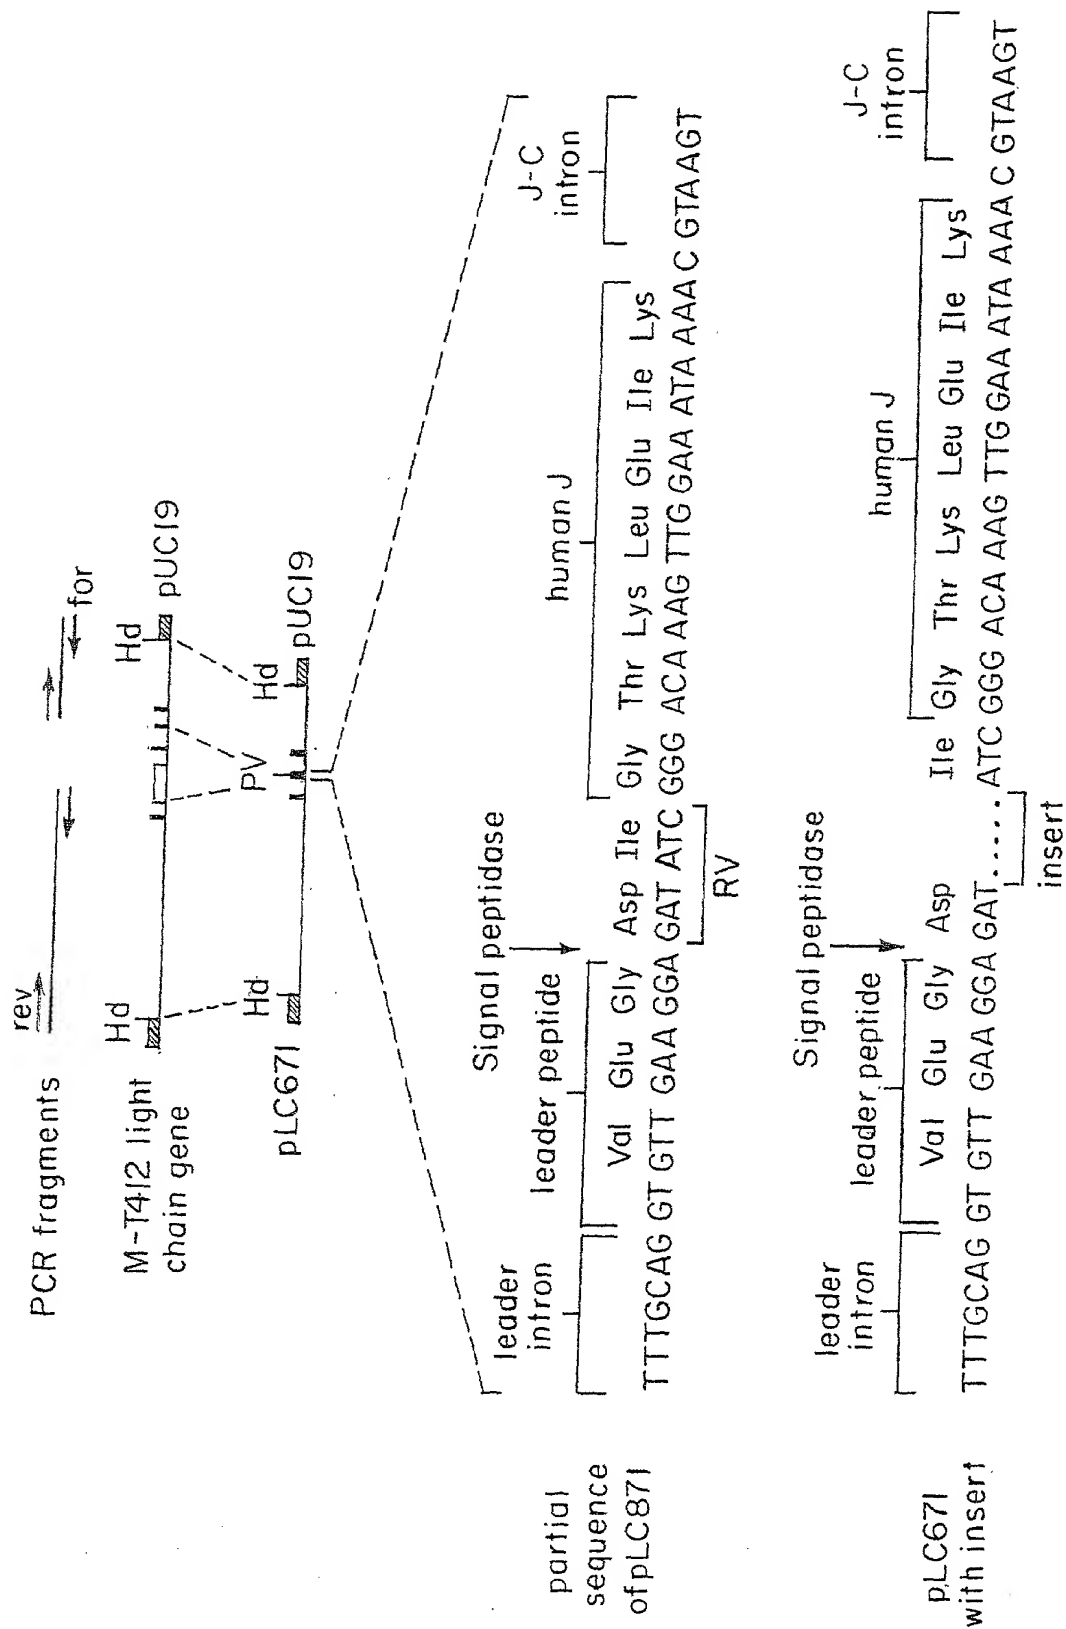 PCR fragments
rev
for
M-T412 light
chain gene
Hd
Hd
pUC19
PV
pLC671
Hd
Hd
pUC19
partial
sequence
of pLC871
leader
intron
leader peptide
Signal peptidase
human J
J-C
intron
Val Glu Gly Asp Ile Gly Thr Lys Leu Glu Ile Lys
TTTGCAG GT GTT GAA GGA GAT ATC GGG ACA AAG TTG GAA ATA AAA C GTAAGT
RV
pLC671
with insert
leader
intron
leader peptide
Signal peptidase
human J
J-C
intron
Val Glu Gly Asp Ile Gly Thr Lys Leu Glu Ile Lys
TTTGCAG GT GTT GAA GGA GAT.....ATC GGG ACA AAG TTG GAA ATA AAA C GTAAGT
insert